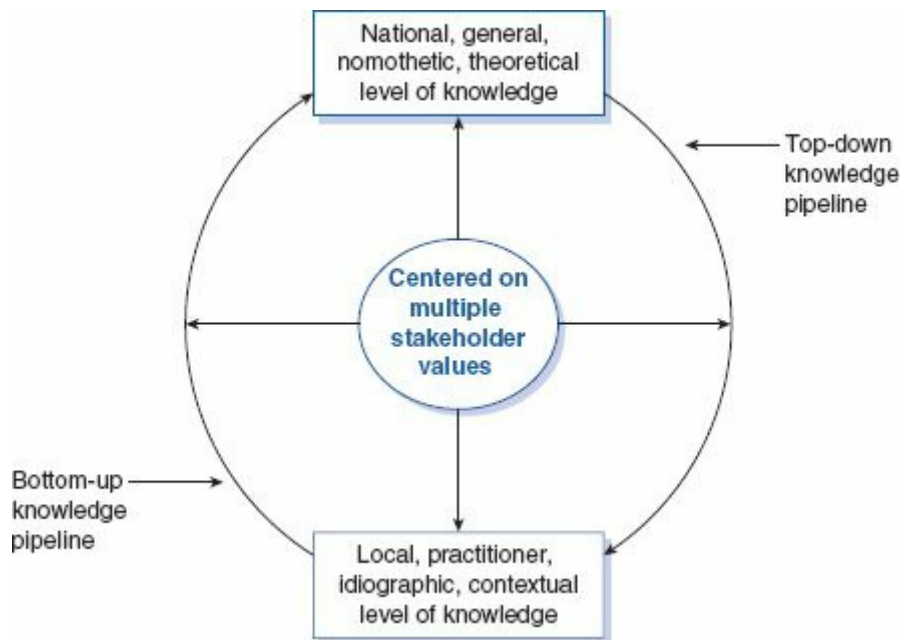 National, general,
nomothetic, theoretical
level of knowledge
Top-down
knowledge
pipeline
Centered on
multiple
stakeholder
values
Bottom-up
knowledge
pipeline
Local, practitioner,
idiographic, contextual
level of knowledge